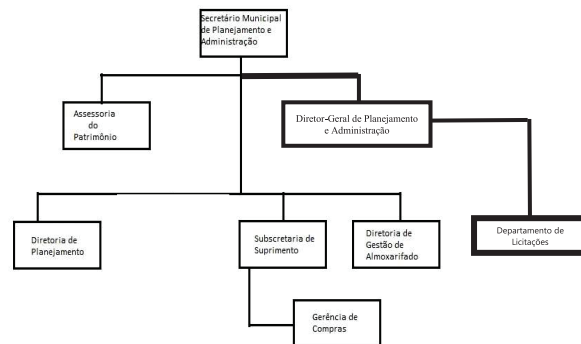 Secretário Municipal
de Planejamento e
Administração
Assessoria
do
Patrimônio
Diretor-Geral de Planejamento
e Administração
Diretoria de
Planejamento
Subscretaria de
Suprimento
Diretoria de
Gestão de
Almoxarifado
Departamento de
Licitações
Gerência de
Compras